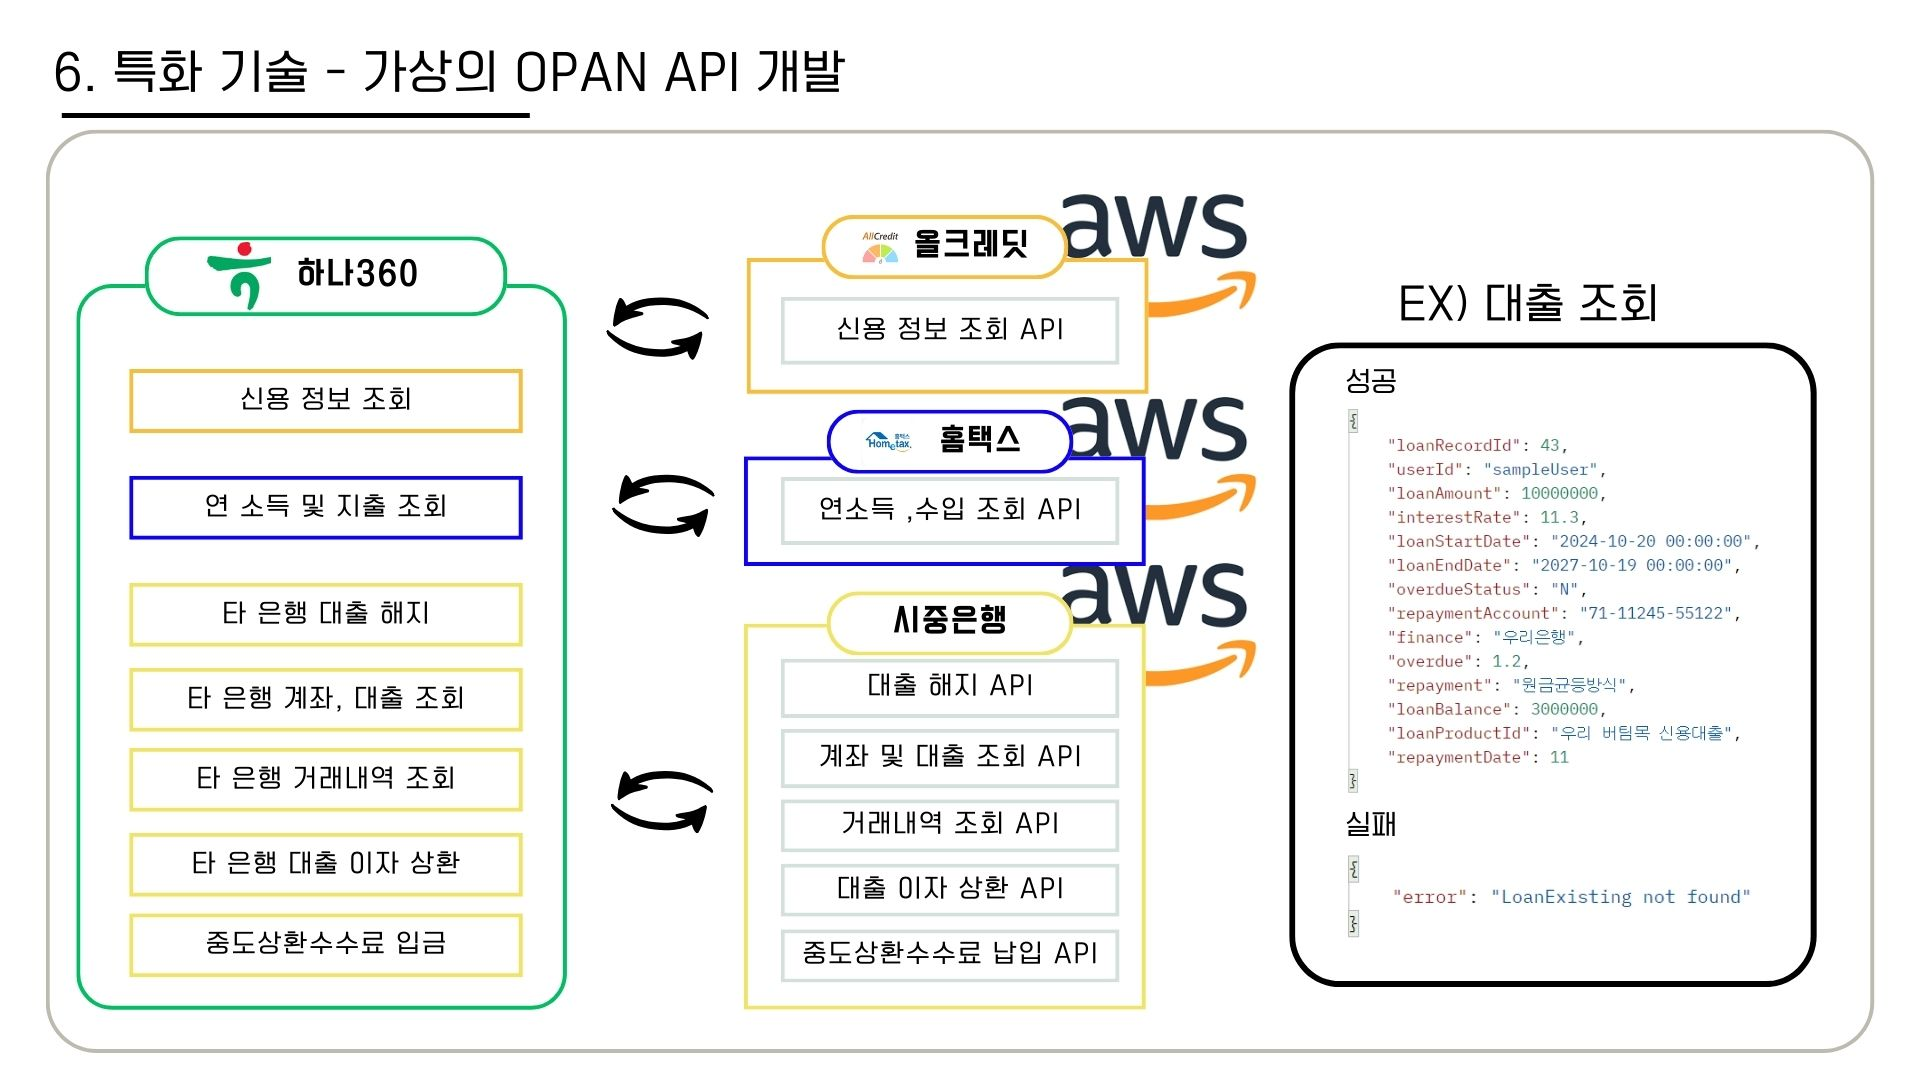 6. 특화 기술 - 가상의 OPAN API 개발
하나360
신용 정보 조회
연 소득 및 지출 조회
타 은행 대출 해지
타 은행 계좌, 대출 조회
타 은행 거래내역 조회
타 은행 대출 이자 상환
중도상환수수료 입금
AllCredit
올크레딧
aws
신용 정보 조회 API
홈택스
Hometax.
홈택스
aws
연소득 ,수입 조회 API
시중은행
aws
대출 해지 API
계좌 및 대출 조회 API
거래내역 조회 API
대출 이자 상환 API
중도상환수수료 납입 API
EX) 대출 조회
성공
{
"loanRecordId": 43,
"userId": "sampleUser",
"loanAmount": 10000000,
"interestRate": 11.3,
"loanStartDate": "2024-10-20 00:00:00",
"loanEndDate": "2027-10-19 00:00:00",
"overdueStatus": "N",
"repaymentAccount": "71-11245-55122",
"finance": "우리은행",
"overdue": 1.2,
"repayment": "원금균등방식",
"loanBalance": 3000000,
"loanProductId": "우리 버팀목 신용대출",
"repaymentDate": 11
}
실패
{
"error": "LoanExisting not found"
}